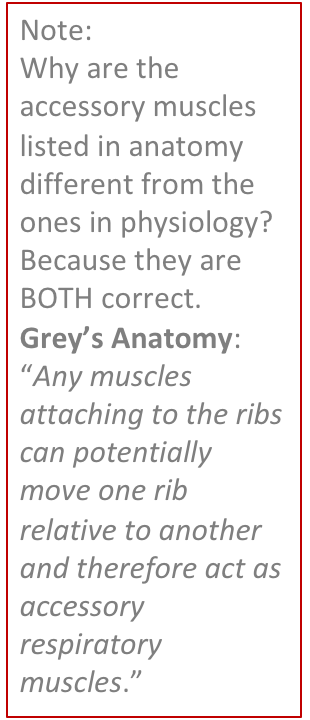 Note:
Why are the
accessory muscles
listed in anatomy
different from the
ones in physiology?
Because they are
BOTH correct.
Grey’s Anatomy:
“Any muscles
attaching to the ribs
can potentially
move one rib
relative to another
and therefore act as
accessory
respiratory
muscles.”